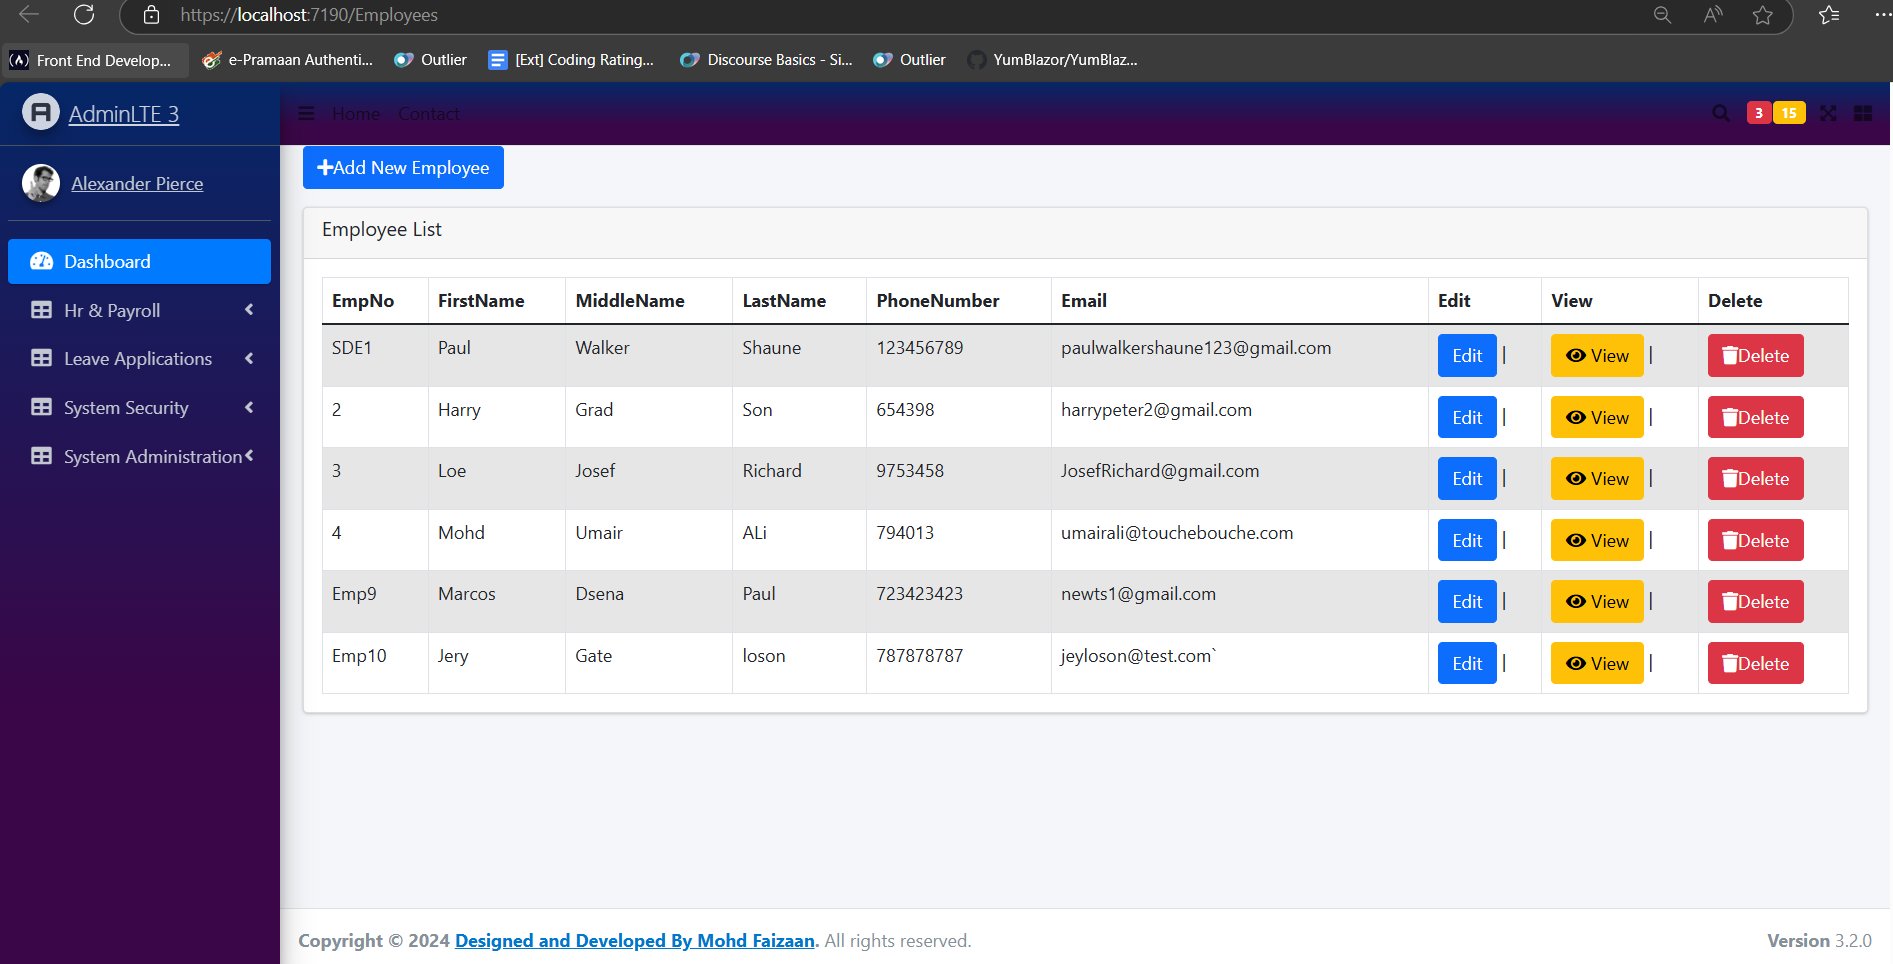 https://localhost:7190/Employees
Front End Develop... e-Pramaan Authenti... Outlier [Ext] Coding Rating... Discourse Basics - Si... Outlier YumBlazor/YumBlaz...
AdminLTE 3 Home Contact 3 15
Alexander Pierce
Dashboard
Hr & Payroll
Leave Applications
System Security
System Administration
+Add New Employee
Employee List
EmpNo FirstName MiddleName LastName PhoneNumber Email Edit View Delete
SDE1 Paul Walker Shaune 123456789 paulwalkershaune123@gmail.com Edit | View | Delete
2 Harry Grad Son 654398 harrypeter2@gmail.com Edit | View | Delete
3 Loe Josef Richard 9753458 JosefRichard@gmail.com Edit | View | Delete
4 Mohd Umair ALi 794013 umairali@touchebouche.com Edit | View | Delete
Emp9 Marcos Dsena Paul 723423423 newts1@gmail.com Edit | View | Delete
Emp10 Jery Gate loson 787878787 jeyloson@test.com` Edit | View | Delete
Copyright © 2024 Designed and Developed By Mohd Faizaan. All rights reserved. Version 3.2.0